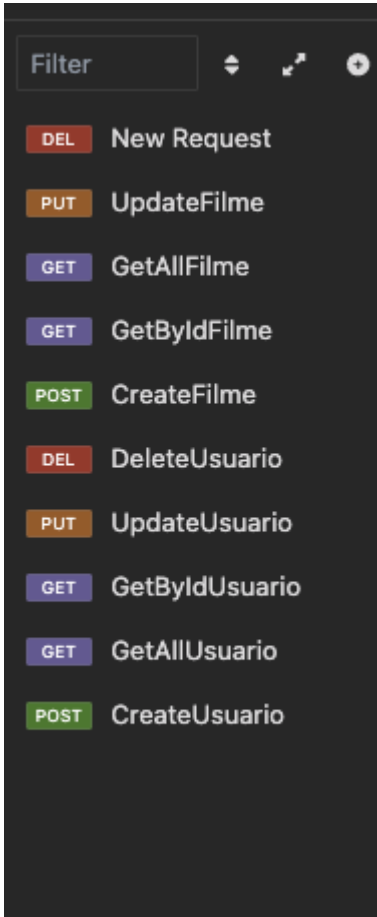 Filter
DEL New Request
PUT UpdateFilme
GET GetAllFilme
GET GetByIdFilme
POST CreateFilme
DEL DeleteUsuario
PUT UpdateUsuario
GET GetByIdUsuario
GET GetAllUsuario
POST CreateUsuario